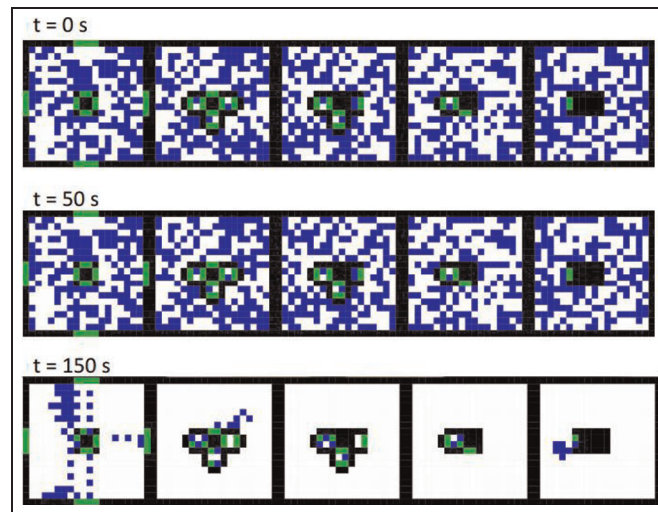 t = 0 s
t = 50 s
t = 150 s